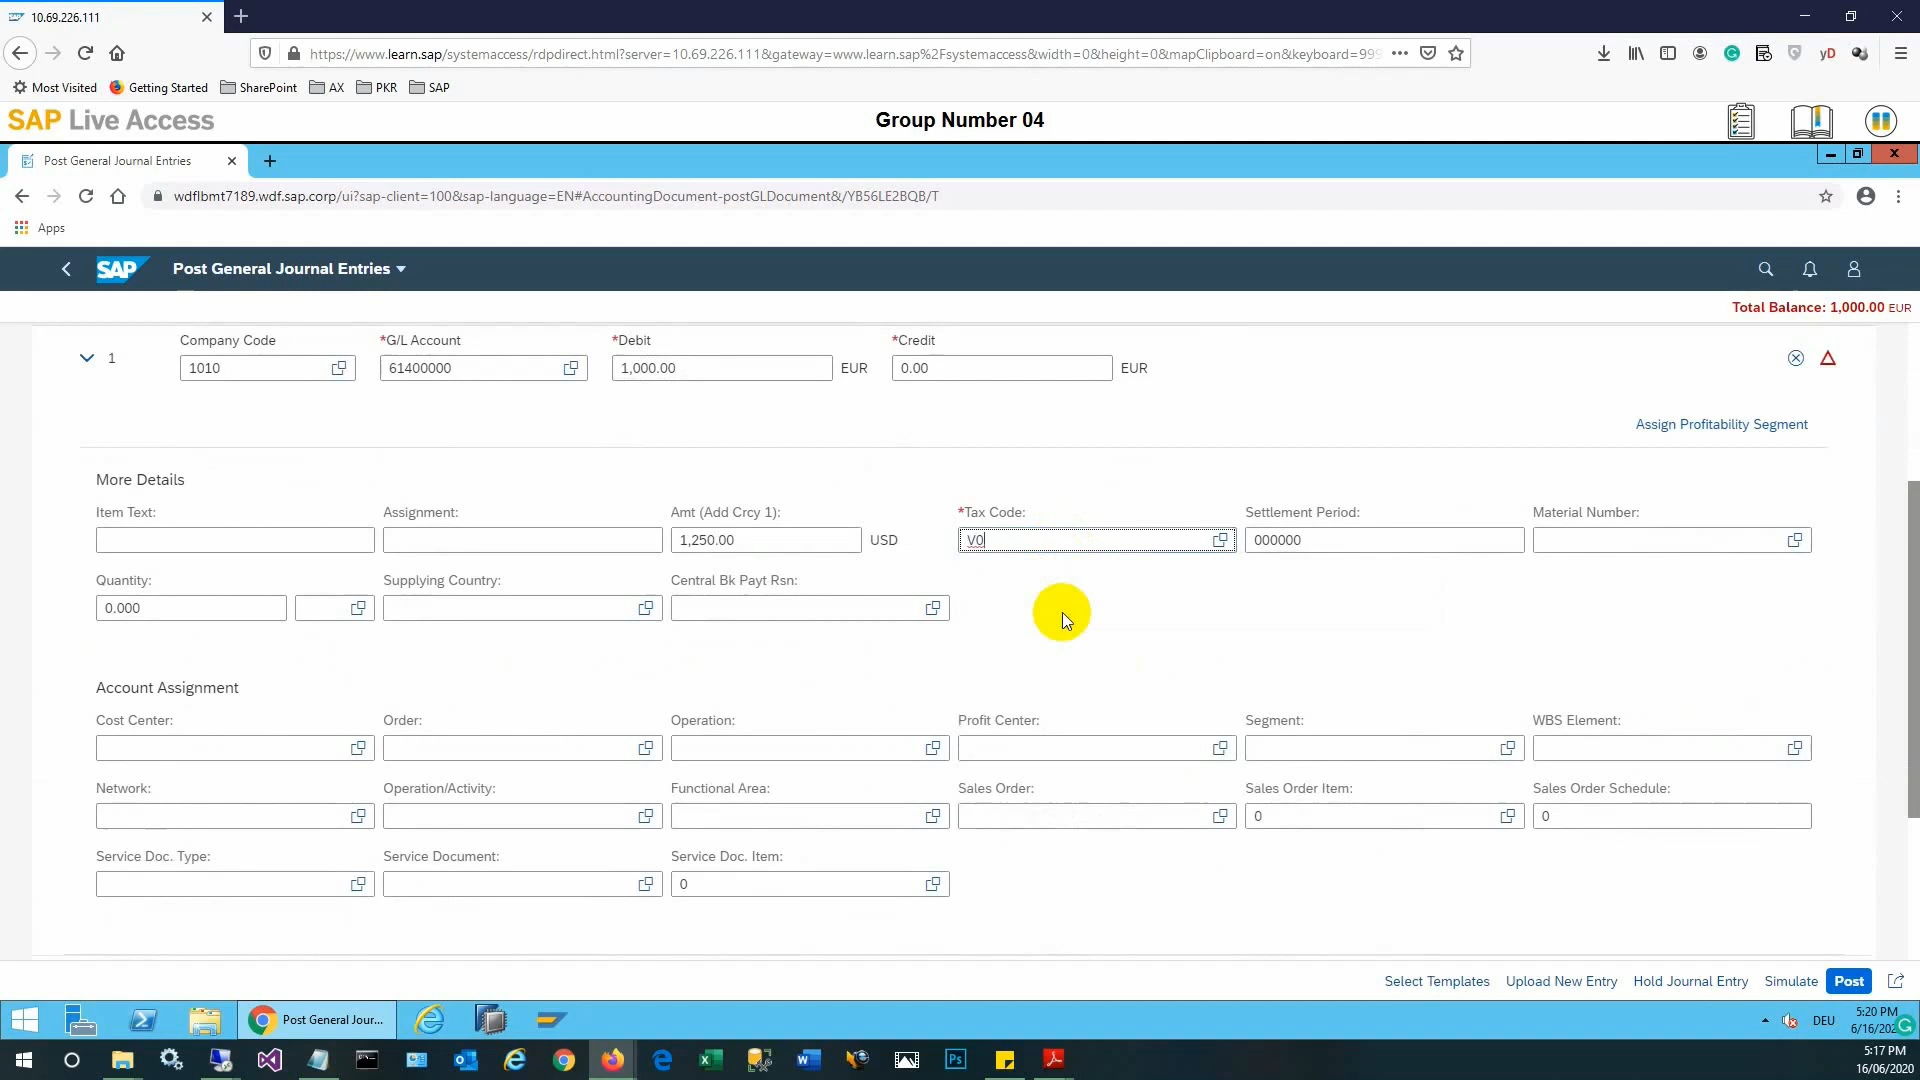 10.69.226.111
https://www.learn.sap/systemaccess/rdpdirect.html?server=10.69.226.111&gateway=www.learn.sap%2Fsystemaccess&width=0&height=0&mapClipboard=on&keyboard=999
yD
Most Visited Getting Started SharePoint AX PKR SAP
SAP Live Access
Group Number 04
Post General Journal Entries
wdflbmt7189.wdf.sap.corp/ui?sap-client=100&sap-language=EN#AccountingDocument-postGLDocument&/YB56LE2BQB/T
Apps
SAP Post General Journal Entries
Total Balance: 1,000.00 EUR
Company Code *G/L Account *Debit *Credit
1 1010 61400000 1,000.00 EUR 0.00 EUR
Assign Profitability Segment
More Details
Item Text: Assignment: Amt (Add Crcy 1): *Tax Code: Settlement Period: Material Number:
1,250.00 USD V0 000000
Quantity: Supplying Country: Central Bk Payt Rsn:
0.000
Account Assignment
Cost Center: Order: Operation: Profit Center: Segment: WBS Element:
Network: Operation/Activity: Functional Area: Sales Order: Sales Order Item: Sales Order Schedule:
0 0
Service Doc. Type: Service Document: Service Doc. Item:
0
Select Templates Upload New Entry Hold Journal Entry Simulate Post
Post General Jour...
DEU
5:20 PM
5:17 PM
16/06/2020